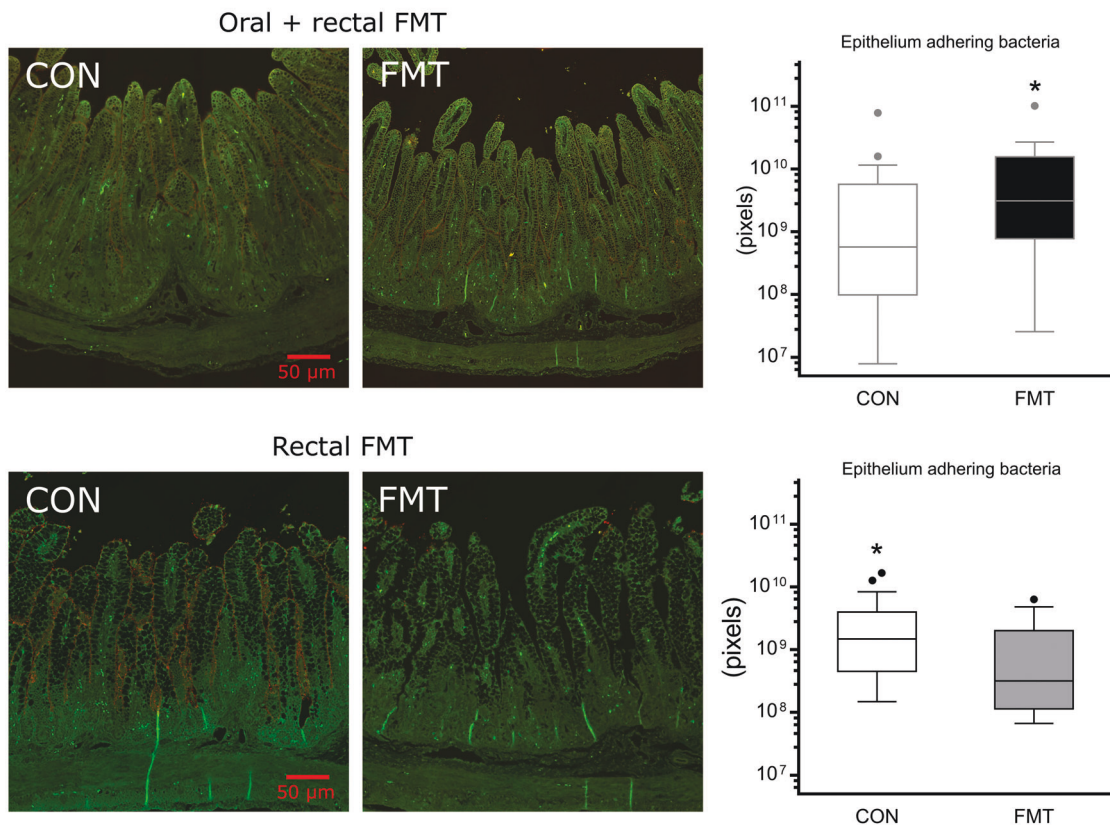 Oral + rectal FMT
CON
50 µm
FMT
Epithelium adhering bacteria
*
(pixels)
10¹¹
10¹⁰
10⁹
10⁸
10⁷
CON
FMT
Rectal FMT
CON
50 µm
FMT
Epithelium adhering bacteria
*
(pixels)
10¹¹
10¹⁰
10⁹
10⁸
10⁷
CON
FMT